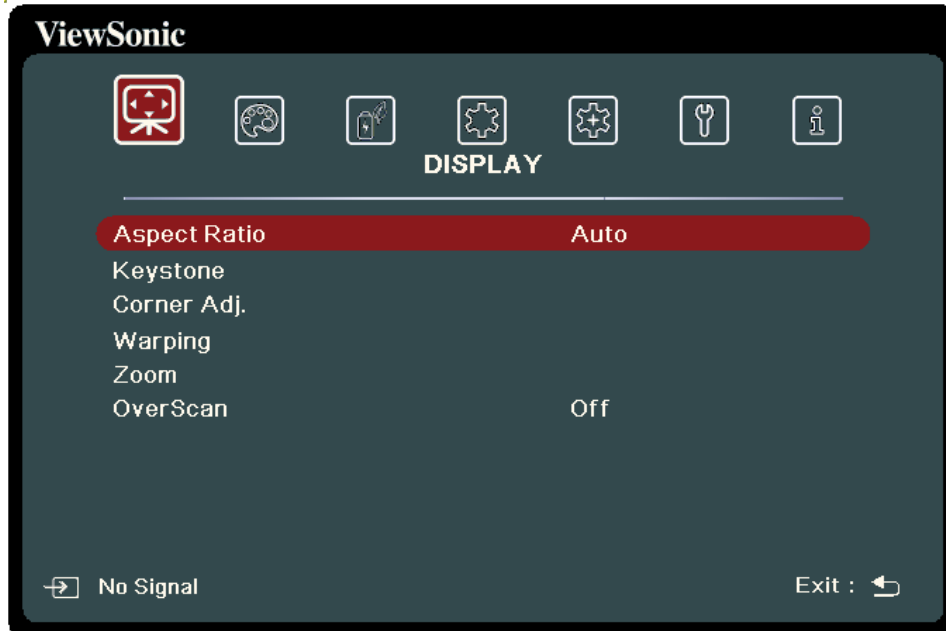 ViewSonic
DISPLAY
Aspect Ratio Auto
Keystone
Corner Adj.
Warping
Zoom
OverScan Off
No Signal Exit :